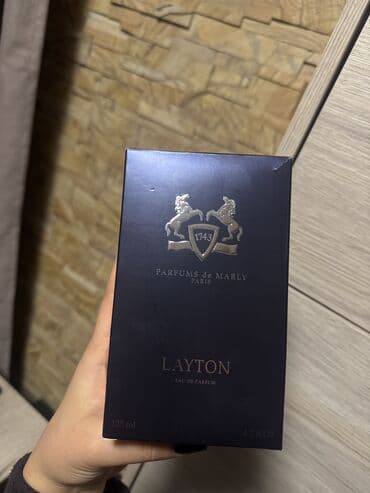 1743
PARFUMS de MARLY
PARIS
LAYTON
EAU DE PARFUM
125 ml